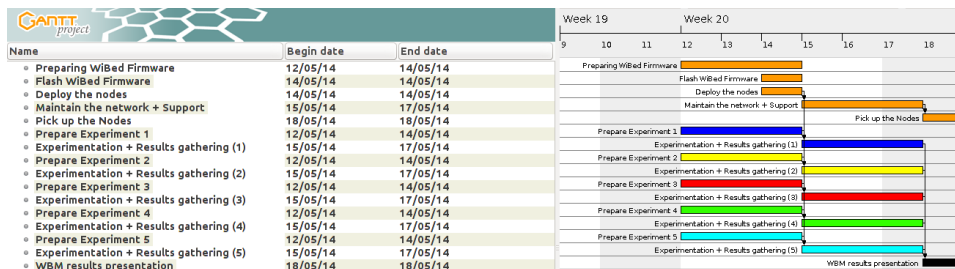 GANTT
project
Week 19 Week 20
9 10 11 12 13 14 15 16 17 18
Name Begin date End date
Preparing WiBed Firmware 12/05/14 14/05/14
Flash WiBed Firmware 14/05/14 14/05/14
Deploy the nodes 14/05/14 14/05/14
Maintain the network + Support 15/05/14 17/05/14
Pick up the Nodes 18/05/14 18/05/14
Prepare Experiment 1 12/05/14 14/05/14
Experimentation + Results gathering (1) 15/05/14 17/05/14
Prepare Experiment 2 12/05/14 14/05/14
Experimentation + Results gathering (2) 15/05/14 17/05/14
Prepare Experiment 3 12/05/14 14/05/14
Experimentation + Results gathering (3) 15/05/14 17/05/14
Prepare Experiment 4 12/05/14 14/05/14
Experimentation + Results gathering (4) 15/05/14 17/05/14
Prepare Experiment 5 12/05/14 14/05/14
Experimentation + Results gathering (5) 15/05/14 17/05/14
WBM results presentation 18/05/14 18/05/14
Preparing WiBed Firmware
Flash WiBed Firmware
Deploy the nodes
Maintain the network + Support
Pick up the Nodes
Prepare Experiment 1
Experimentation + Results gathering (1)
Prepare Experiment 2
Experimentation + Results gathering (2)
Prepare Experiment 3
Experimentation + Results gathering (3)
Prepare Experiment 4
Experimentation + Results gathering (4)
Prepare Experiment 5
Experimentation + Results gathering (5)
WBM results presentation